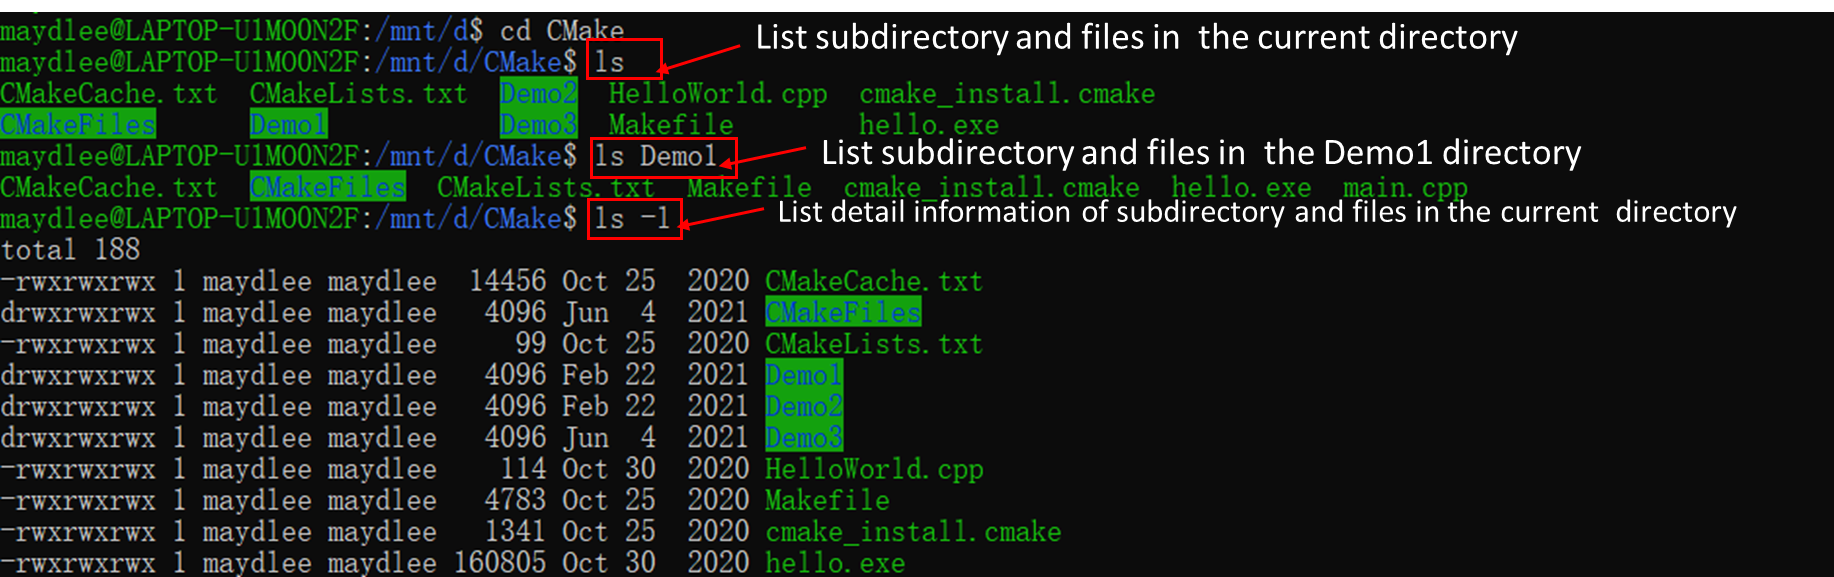 maydlee@LAPTOP-U1MO0N2F:/mnt/d$ cd CMake
List subdirectory and files in the current directory
maydlee@LAPTOP-U1MO0N2F:/mnt/d/CMake$ ls
CMakeCache.txt CMakeLists.txt Demo2 HelloWorld.cpp cmake_install.cmake
CMakeFiles Demo1 Demo3 Makefile hello.exe
maydlee@LAPTOP-U1MO0N2F:/mnt/d/CMake$ ls Demo1
List subdirectory and files in the Demo1 directory
CMakeCache.txt CMakeFiles CMakeLists.txt Makefile cmake_install.cmake hello.exe main.cpp
maydlee@LAPTOP-U1MO0N2F:/mnt/d/CMake$ ls -l
List detail information of subdirectory and files in the current directory
total 188
-rwxrwxrwx 1 maydlee maydlee 14456 Oct 25 2020 CMakeCache.txt
drwxrwxrwx 1 maydlee maydlee 4096 Jun 4 2021 CMakeFiles
-rwxrwxrwx 1 maydlee maydlee 99 Oct 25 2020 CMakeLists.txt
drwxrwxrwx 1 maydlee maydlee 4096 Feb 22 2021 Demo1
drwxrwxrwx 1 maydlee maydlee 4096 Feb 22 2021 Demo2
drwxrwxrwx 1 maydlee maydlee 4096 Jun 4 2021 Demo3
-rwxrwxrwx 1 maydlee maydlee 114 Oct 30 2020 HelloWorld.cpp
-rwxrwxrwx 1 maydlee maydlee 4783 Oct 25 2020 Makefile
-rwxrwxrwx 1 maydlee maydlee 1341 Oct 25 2020 cmake_install.cmake
-rwxrwxrwx 1 maydlee maydlee 160805 Oct 30 2020 hello.exe